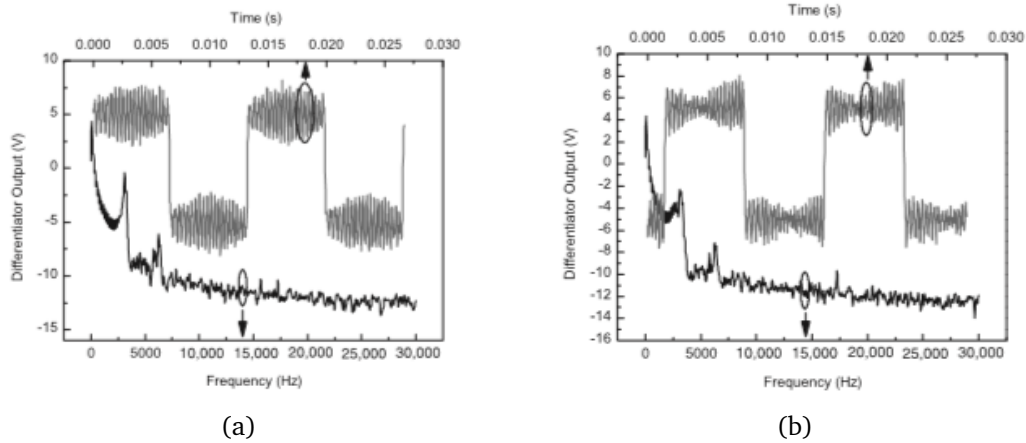 Time (s)
0.000 0.005 0.010 0.015 0.020 0.030
10
5
0
-5
-10
-15
Differentiator Output (V)
0 5000 10,000 15,000 20,000 25,000 30,000
Frequency (Hz)
(a)
Time (s)
0.000 0.005 0.010 0.015 0.020 0.025 0.030
10
8
6
4
2
0
-2
-4
-6
-8
-10
-12
-14
-16
Differentiator Output (V)
0 5000 10,000 15,000 20,000 25,000 30,000
Frequency (Hz)
(b)